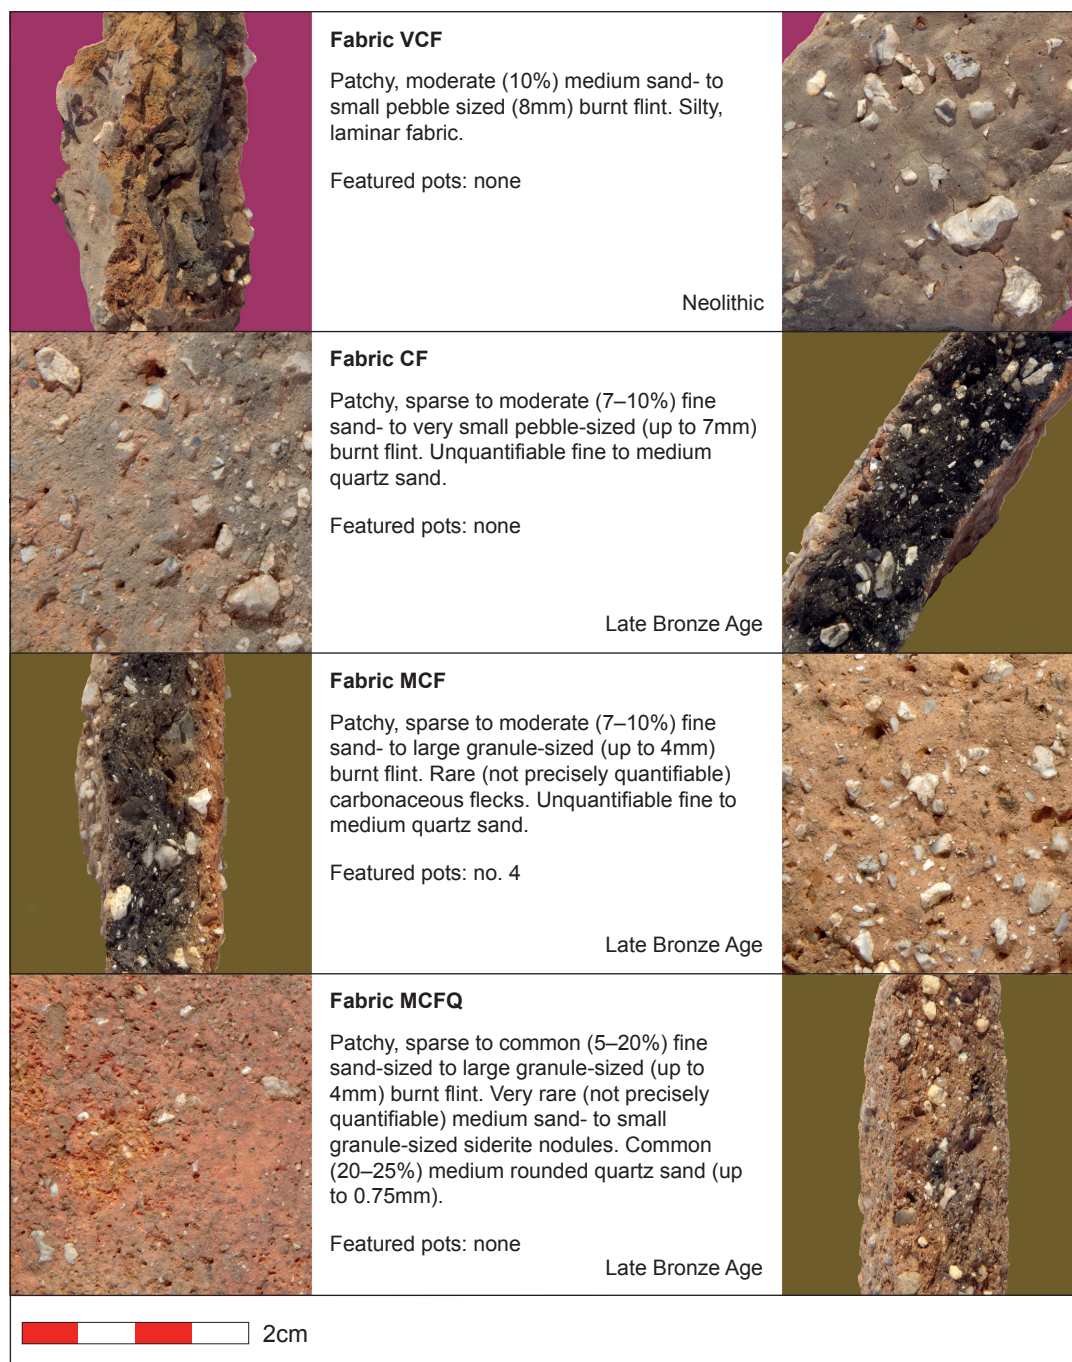 Fabric VCF
Patchy, moderate (10%) medium sand- to
small pebble sized (8mm) burnt flint. Silty,
laminar fabric.
Featured pots: none
Neolithic
Fabric CF
Patchy, sparse to moderate (7–10%) fine
sand- to very small pebble-sized (up to 7mm)
burnt flint. Unquantifiable fine to medium
quartz sand.
Featured pots: none
Late Bronze Age
Fabric MCF
Patchy, sparse to moderate (7–10%) fine
sand- to large granule-sized (up to 4mm)
burnt flint. Rare (not precisely quantifiable)
carbonaceous flecks. Unquantifiable fine to
medium quartz sand.
Featured pots: no. 4
Late Bronze Age
Fabric MCFQ
Patchy, sparse to common (5–20%) fine
sand-sized to large granule-sized (up to
4mm) burnt flint. Very rare (not precisely
quantifiable) medium sand- to small
granule-sized siderite nodules. Common
(20–25%) medium rounded quartz sand (up
to 0.75mm).
Featured pots: none
Late Bronze Age
2cm